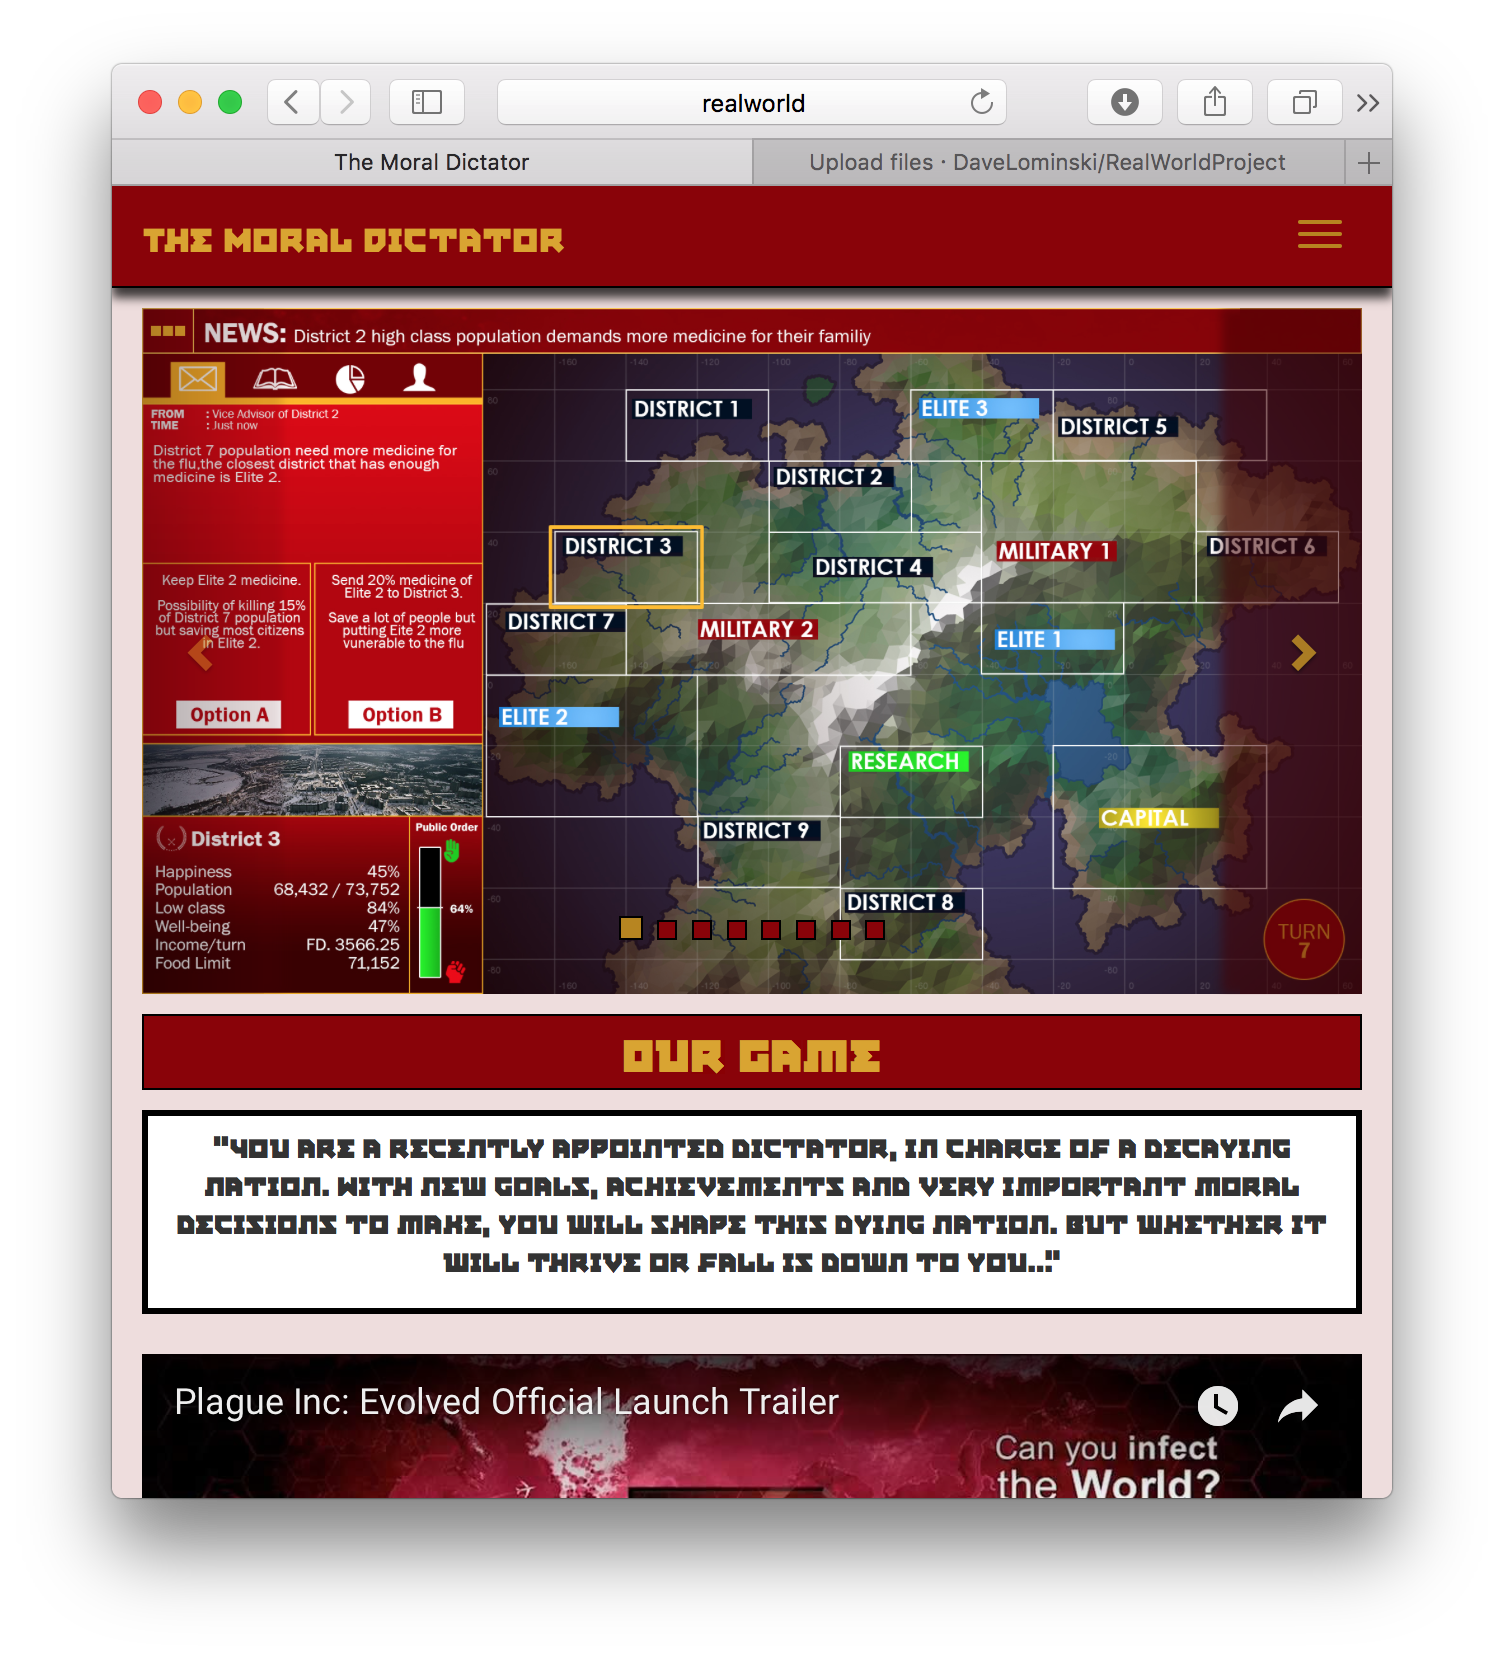 realworld
The Moral Dictator
Upload files · DaveLominski/RealWorldProject
THE MORAL DICTATOR
NEWS: District 2 high class population demands more medicine for their familiy
FROM : Vice Advisor of District 2
TIME : Just now
District 7 population need more medicine for
the flu,the closest district that has enough
medicine is Elite 2.
Keep Elite 2 medicine.
Possibility of killing 15%
of District 7 population
but saving most citizens
in Elite 2.
Option A
Send 20% medicine of
Elite 2 to District 3.
Save a lot of people but
putting Eite 2 more
vunerable to the flu
Option B
District 3
Happiness 45%
Population 68,432 / 73,752
Low class 84%
Well-being 47%
Income/turn FD. 3566.25
Food Limit 71,152
Public Order
64%
DISTRICT 1
ELITE 3
DISTRICT 5
DISTRICT 2
DISTRICT 3
DISTRICT 4
MILITARY 1
DISTRICT 6
DISTRICT 7
MILITARY 2
ELITE 1
ELITE 2
RESEARCH
CAPITAL
DISTRICT 9
DISTRICT 8
TURN
7
OUR GAME
"YOU ARE A RECENTLY APPOINTED DICTATOR, IN CHARGE OF A DECAYING
NATION. WITH NEW GOALS, ACHIEVEMENTS AND VERY IMPORTANT MORAL
DECISIONS TO MAKE, YOU WILL SHAPE THIS DYING NATION. BUT WHETHER IT
WILL THRIVE OR FALL IS DOWN TO YOU..."
Plague Inc: Evolved Official Launch Trailer
Can you infect
the World?